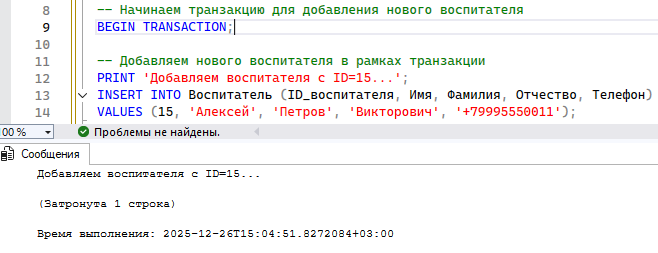 8 -- Начинаем транзакцию для добавления нового воспитателя
9 BEGIN TRANSACTION;
10
11 -- Добавляем нового воспитателя в рамках транзакции
12 PRINT 'Добавляем воспитателя с ID=15...';
13 INSERT INTO Воспитатель (ID_воспитателя, Имя, Фамилия, Отчество, Телефон)
14 VALUES (15, 'Алексей', 'Петров', 'Викторович', '+79995550011');
00 % Проблемы не найдены.
Сообщения
Добавляем воспитателя с ID=15...
(Затронута 1 строка)
Время выполнения: 2025-12-26T15:04:51.8272084+03:00